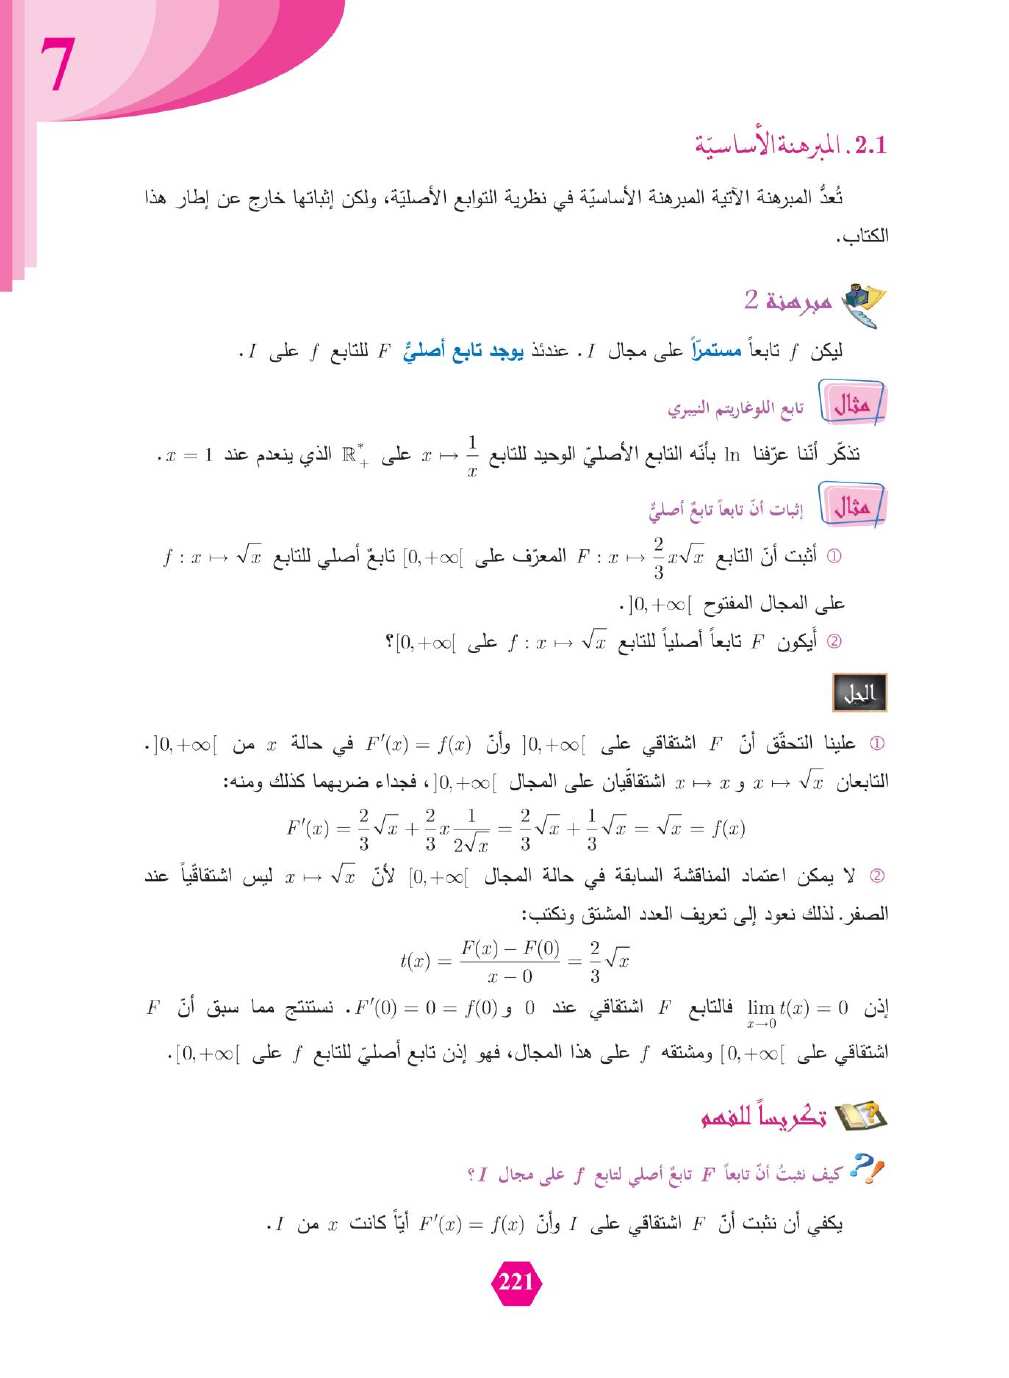 7
2.1. المبرهنة الأساسيّة
تُعدُّ المبرهنة الآتية المبرهنة الأساسيّة في نظرية التوابع الأصليّة، ولكن إثباتها خارج عن إطار هذا
الكتاب.
مبرهنة 2
ليكن f تابعاً مستمرّاً على مجال I. عندئذ يوجد تابع أصليٌّ F للتابع f على I.
مثال تابع اللوغاريتم النيبري
تذكّر أنّنا عرّفنا ln بأنّه التابع الأصليّ الوحيد للتابع x ↦ 1/x على ℝ*₊ الذي ينعدم عند x = 1.
مثال إثبات أنّ تابعاً تابعٌ أصليٌّ
① أثبت أنّ التابع F : x ↦ 2/3 x√x المعرّف على [0,+∞[ تابعٌ أصلي للتابع f : x ↦ √x
على المجال المفتوح ]0,+∞[.
② أَيكون F تابعاً أصلياً للتابع f : x ↦ √x على [0,+∞[؟
الحل
① علينا التحقّق أنّ F اشتقاقي على ]0,+∞[ وأنّ F′(x) = f(x) في حالة x من ]0,+∞[.
التابعان x ↦ √x و x ↦ x اشتقاقيّان على المجال ]0,+∞[، فجداء ضربهما كذلك ومنه:
F′(x) = 2/3 √x + 2/3 x 1/(2√x) = 2/3 √x + 1/3 √x = √x = f(x)
② لا يمكن اعتماد المناقشة السابقة في حالة المجال [0,+∞[ لأنّ x ↦ √x ليس اشتقاقيّاً عند
الصفر. لذلك نعود إلى تعريف العدد المشتق ونكتب:
t(x) = (F(x) − F(0))/(x − 0) = 2/3 √x
إذن lim x→0 t(x) = 0 فالتابع F اشتقاقي عند 0 و F′(0) = 0 = f(0). نستنتج مما سبق أنّ F
اشتقاقي على [0,+∞[ ومشتقه f على هذا المجال، فهو إذن تابع أصليّ للتابع f على [0,+∞[.
تكريساً للفهم
كيف نثبتُ أنّ تابعاً F تابعٌ أصلي لتابع f على مجال I؟
يكفي أن نثبت أنّ F اشتقاقي على I وأنّ F′(x) = f(x) أيّاً كانت x من I.
221